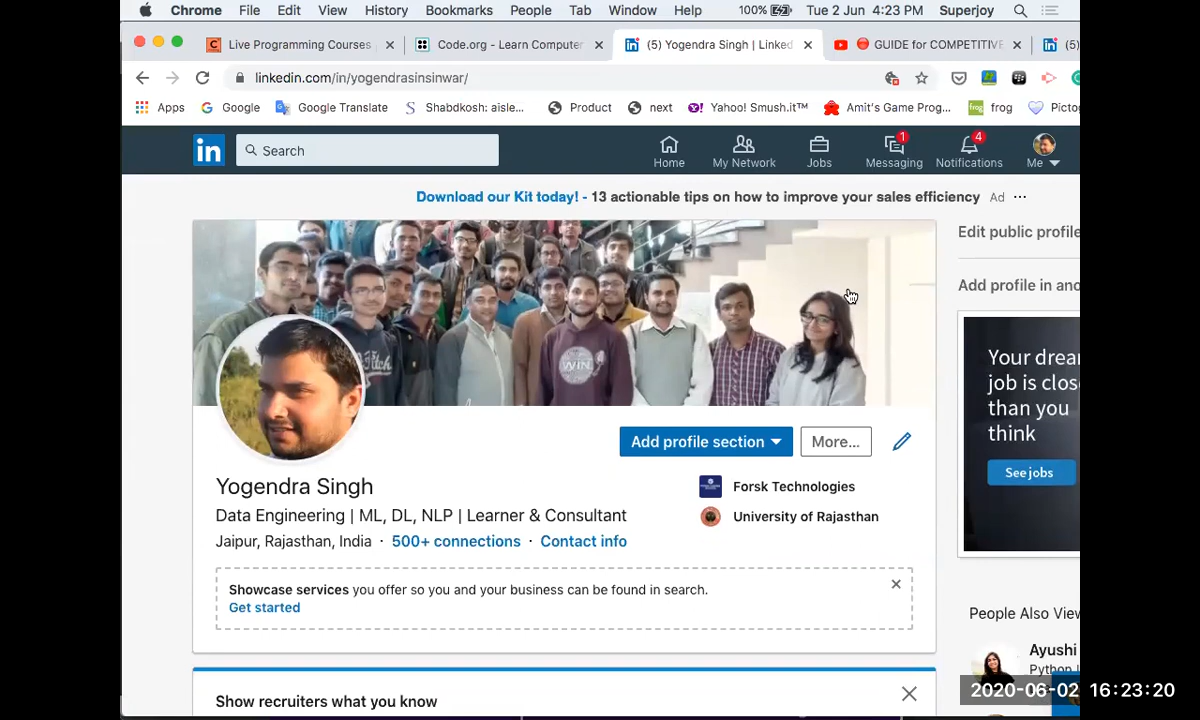 Chrome File Edit View History Bookmarks People Tab Window Help 100% Tue 2 Jun 4:23 PM Superjoy
Live Programming Courses Code.org - Learn Computer (5) Yogendra Singh | Linked GUIDE for COMPETITIVE (5)
linkedin.com/in/yogendrasinsinwar/
Apps Google Google Translate Shabdkosh: aisle... Product next Yahoo! Smush.it™ Amit's Game Prog... frog Pictog
in Search Home My Network Jobs 1 Messaging 4 Notifications Me
Download our Kit today! - 13 actionable tips on how to improve your sales efficiency Ad ...
Edit public profile
Add profile in ano
WIN
Your dream
job is close
than you
think
See jobs
Add profile section More...
Yogendra Singh
Data Engineering | ML, DL, NLP | Learner & Consultant
Jaipur, Rajasthan, India · 500+ connections · Contact info
Forsk Technologies
University of Rajasthan
Showcase services you offer so you and your business can be found in search.
Get started
People Also View
Ayushi
Python
Show recruiters what you know
2020-06-02 16:23:20